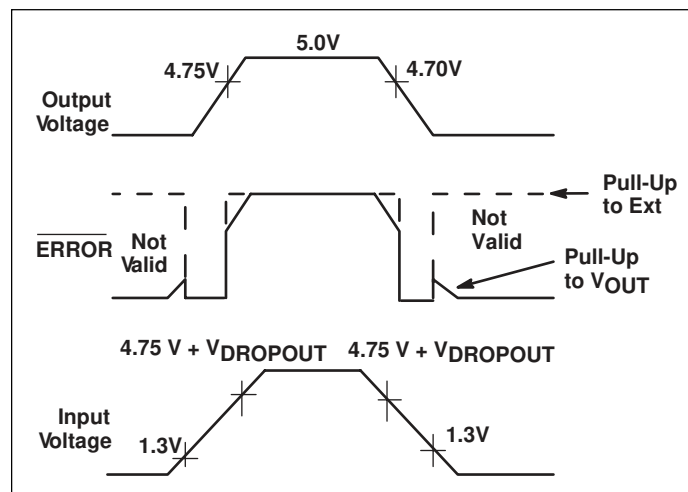 5.0V
4.75V
4.70V
Output
Voltage
Pull-Up
to Ext
Not
Valid
Not
Valid
ERROR
Pull-Up
to VOUT
4.75 V + VDROPOUT
4.75 V + VDROPOUT
Input
Voltage
1.3V
1.3V